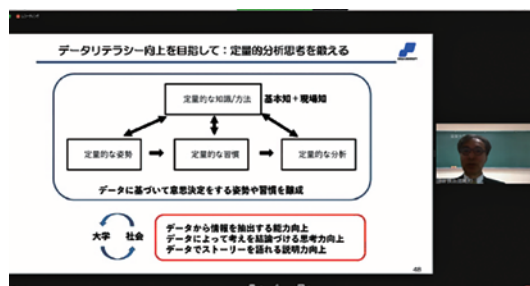 データリテラシー向上を目指して：定量的分析思考を鍛える
定量的な知識/方法
基本知＋現場知
定量的な姿勢
定量的な習慣
定量的な分析
データに基づいて意思決定をする姿勢や習慣を醸成
大学
社会
データから情報を抽出する能力向上
データによって考えを結論づける思考力向上
データでストーリーを語れる説明力向上
48